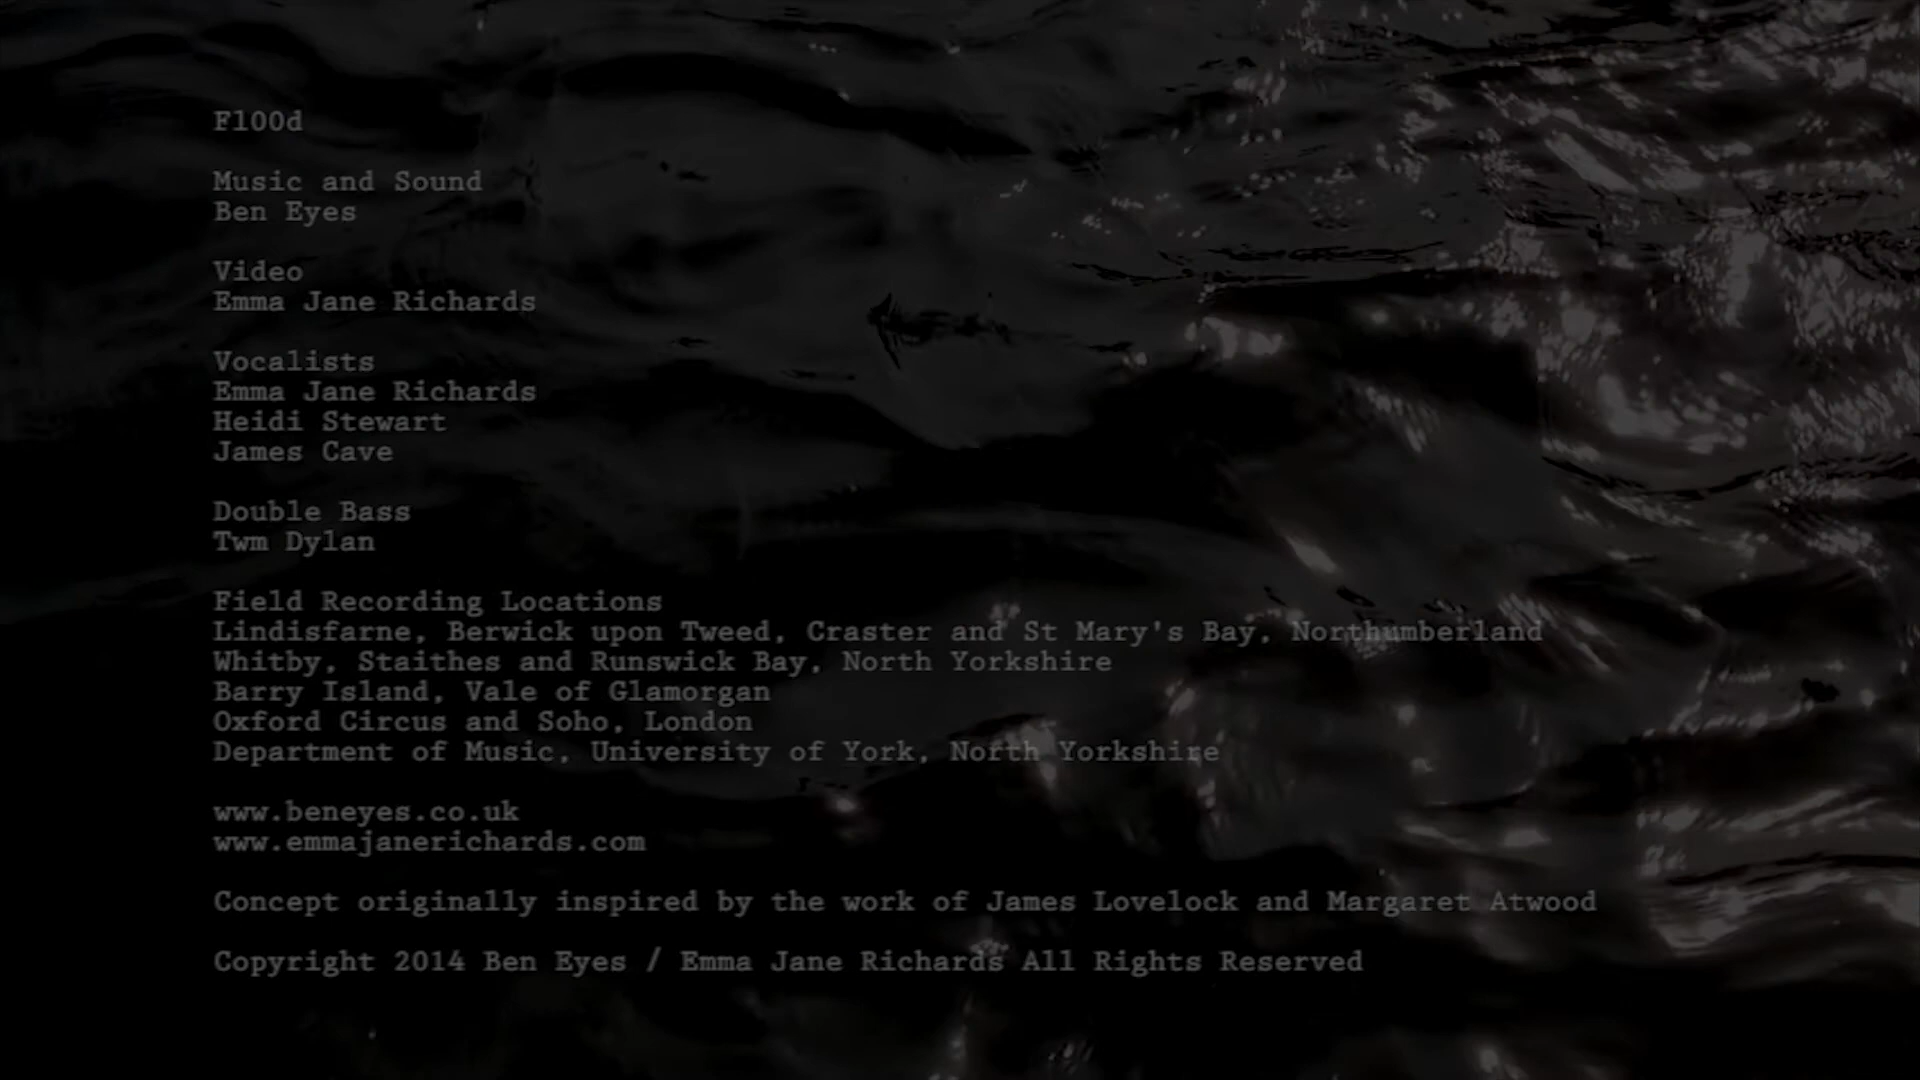 Fl00d
Music and Sound
Ben Eyes
Video
Emma Jane Richards
Vocalists
Emma Jane Richards
Heidi Stewart
James Cave
Double Bass
Twm Dylan
Field Recording Locations
Lindisfarne, Berwick upon Tweed, Craster and St Mary's Bay, Northumberland
Whitby, Staithes and Runswick Bay, North Yorkshire
Barry Island, Vale of Glamorgan
Oxford Circus and Soho, London
Department of Music, University of York, North Yorkshire
www.beneyes.co.uk
www.emmajanerichards.com
Concept originally inspired by the work of James Lovelock and Margaret Atwood
Copyright 2014 Ben Eyes / Emma Jane Richards All Rights Reserved